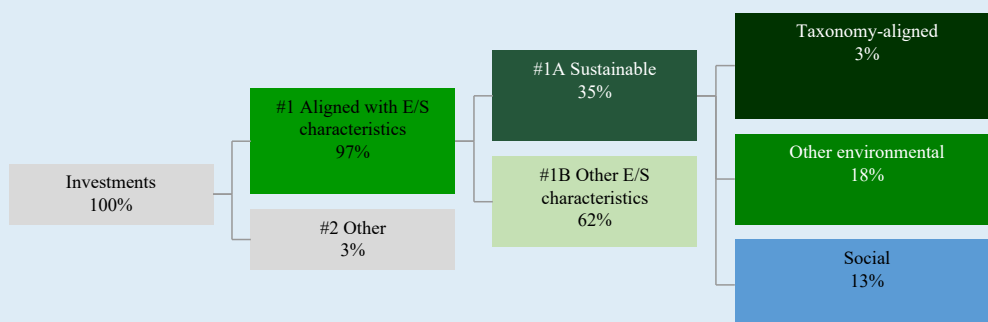 Investments
100%
#1 Aligned with E/S
characteristics
97%
#2 Other
3%
#1A Sustainable
35%
#1B Other E/S
characteristics
62%
Taxonomy-aligned
3%
Other environmental
18%
Social
13%